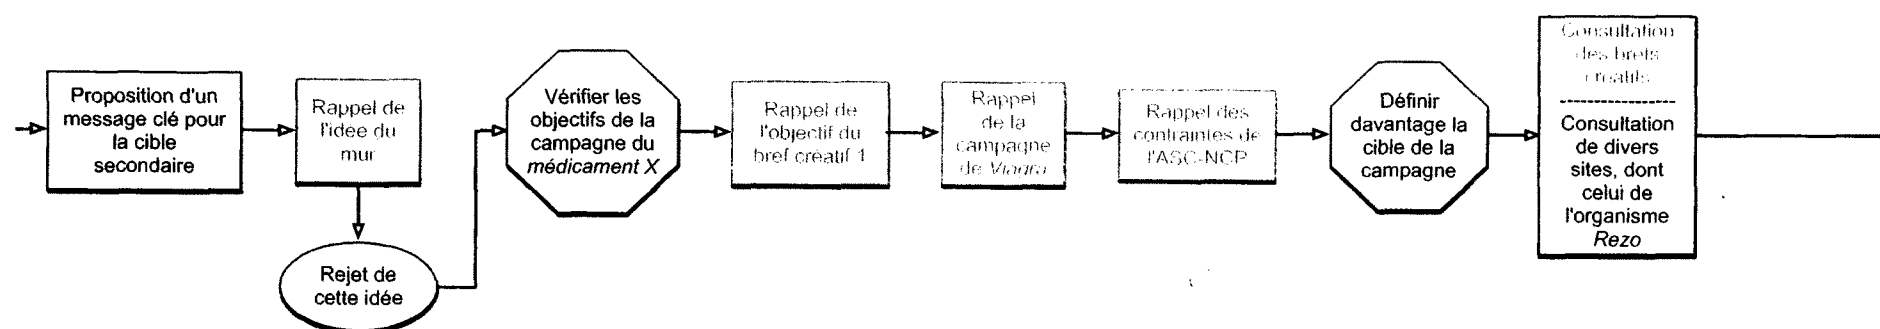 Proposition d'un
message clé pour
la cible
secondaire
Rappel de
l'idee du
mur
Rejet de
cette idée
Vérifier les
objectifs de la
campagne du
médicament X
Rappel de
l'objectif du
bref créatif 1
Rappel
de la
campagne
de Viagra
Rappel des
contraintes de
l'ASC-NCP
Définir
davantage la
cible de la
campagne
Consultation
des brefs
créatifs
Consultation
de divers
sites, dont
celui de
l'organisme
Rezo